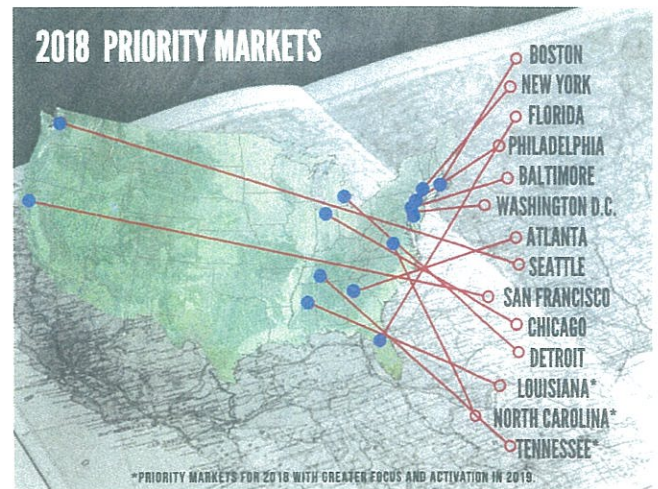 2018 PRIORITY MARKETS
BOSTON
NEW YORK
FLORIDA
PHILADELPHIA
BALTIMORE
WASHINGTON D.C.
ATLANTA
SEATTLE
SAN FRANCISCO
CHICAGO
DETROIT
LOUISIANA*
NORTH CAROLINA*
TENNESSEE*
*PRIORITY MARKETS FOR 2018 WITH GREATER FOCUS AND ACTIVATION IN 2019.